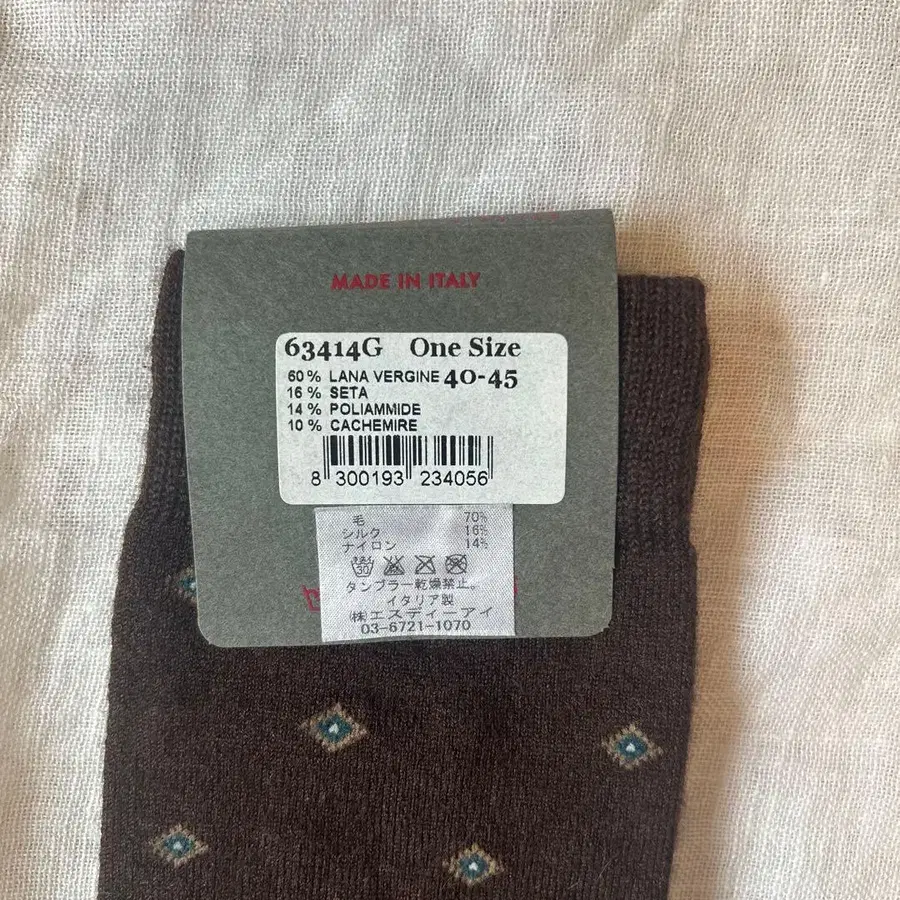 MADE IN ITALY
63414G One Size
60 % LANA VERGINE 40-45
16 % SETA
14 % POLIAMMIDE
10 % CACHEMIRE
8 300193 234056
毛 70%
シルク 16%
ナイロン 14%
30
タンブラー乾燥禁止。
イタリア製
(株)エスディーアイ
03-6721-1070